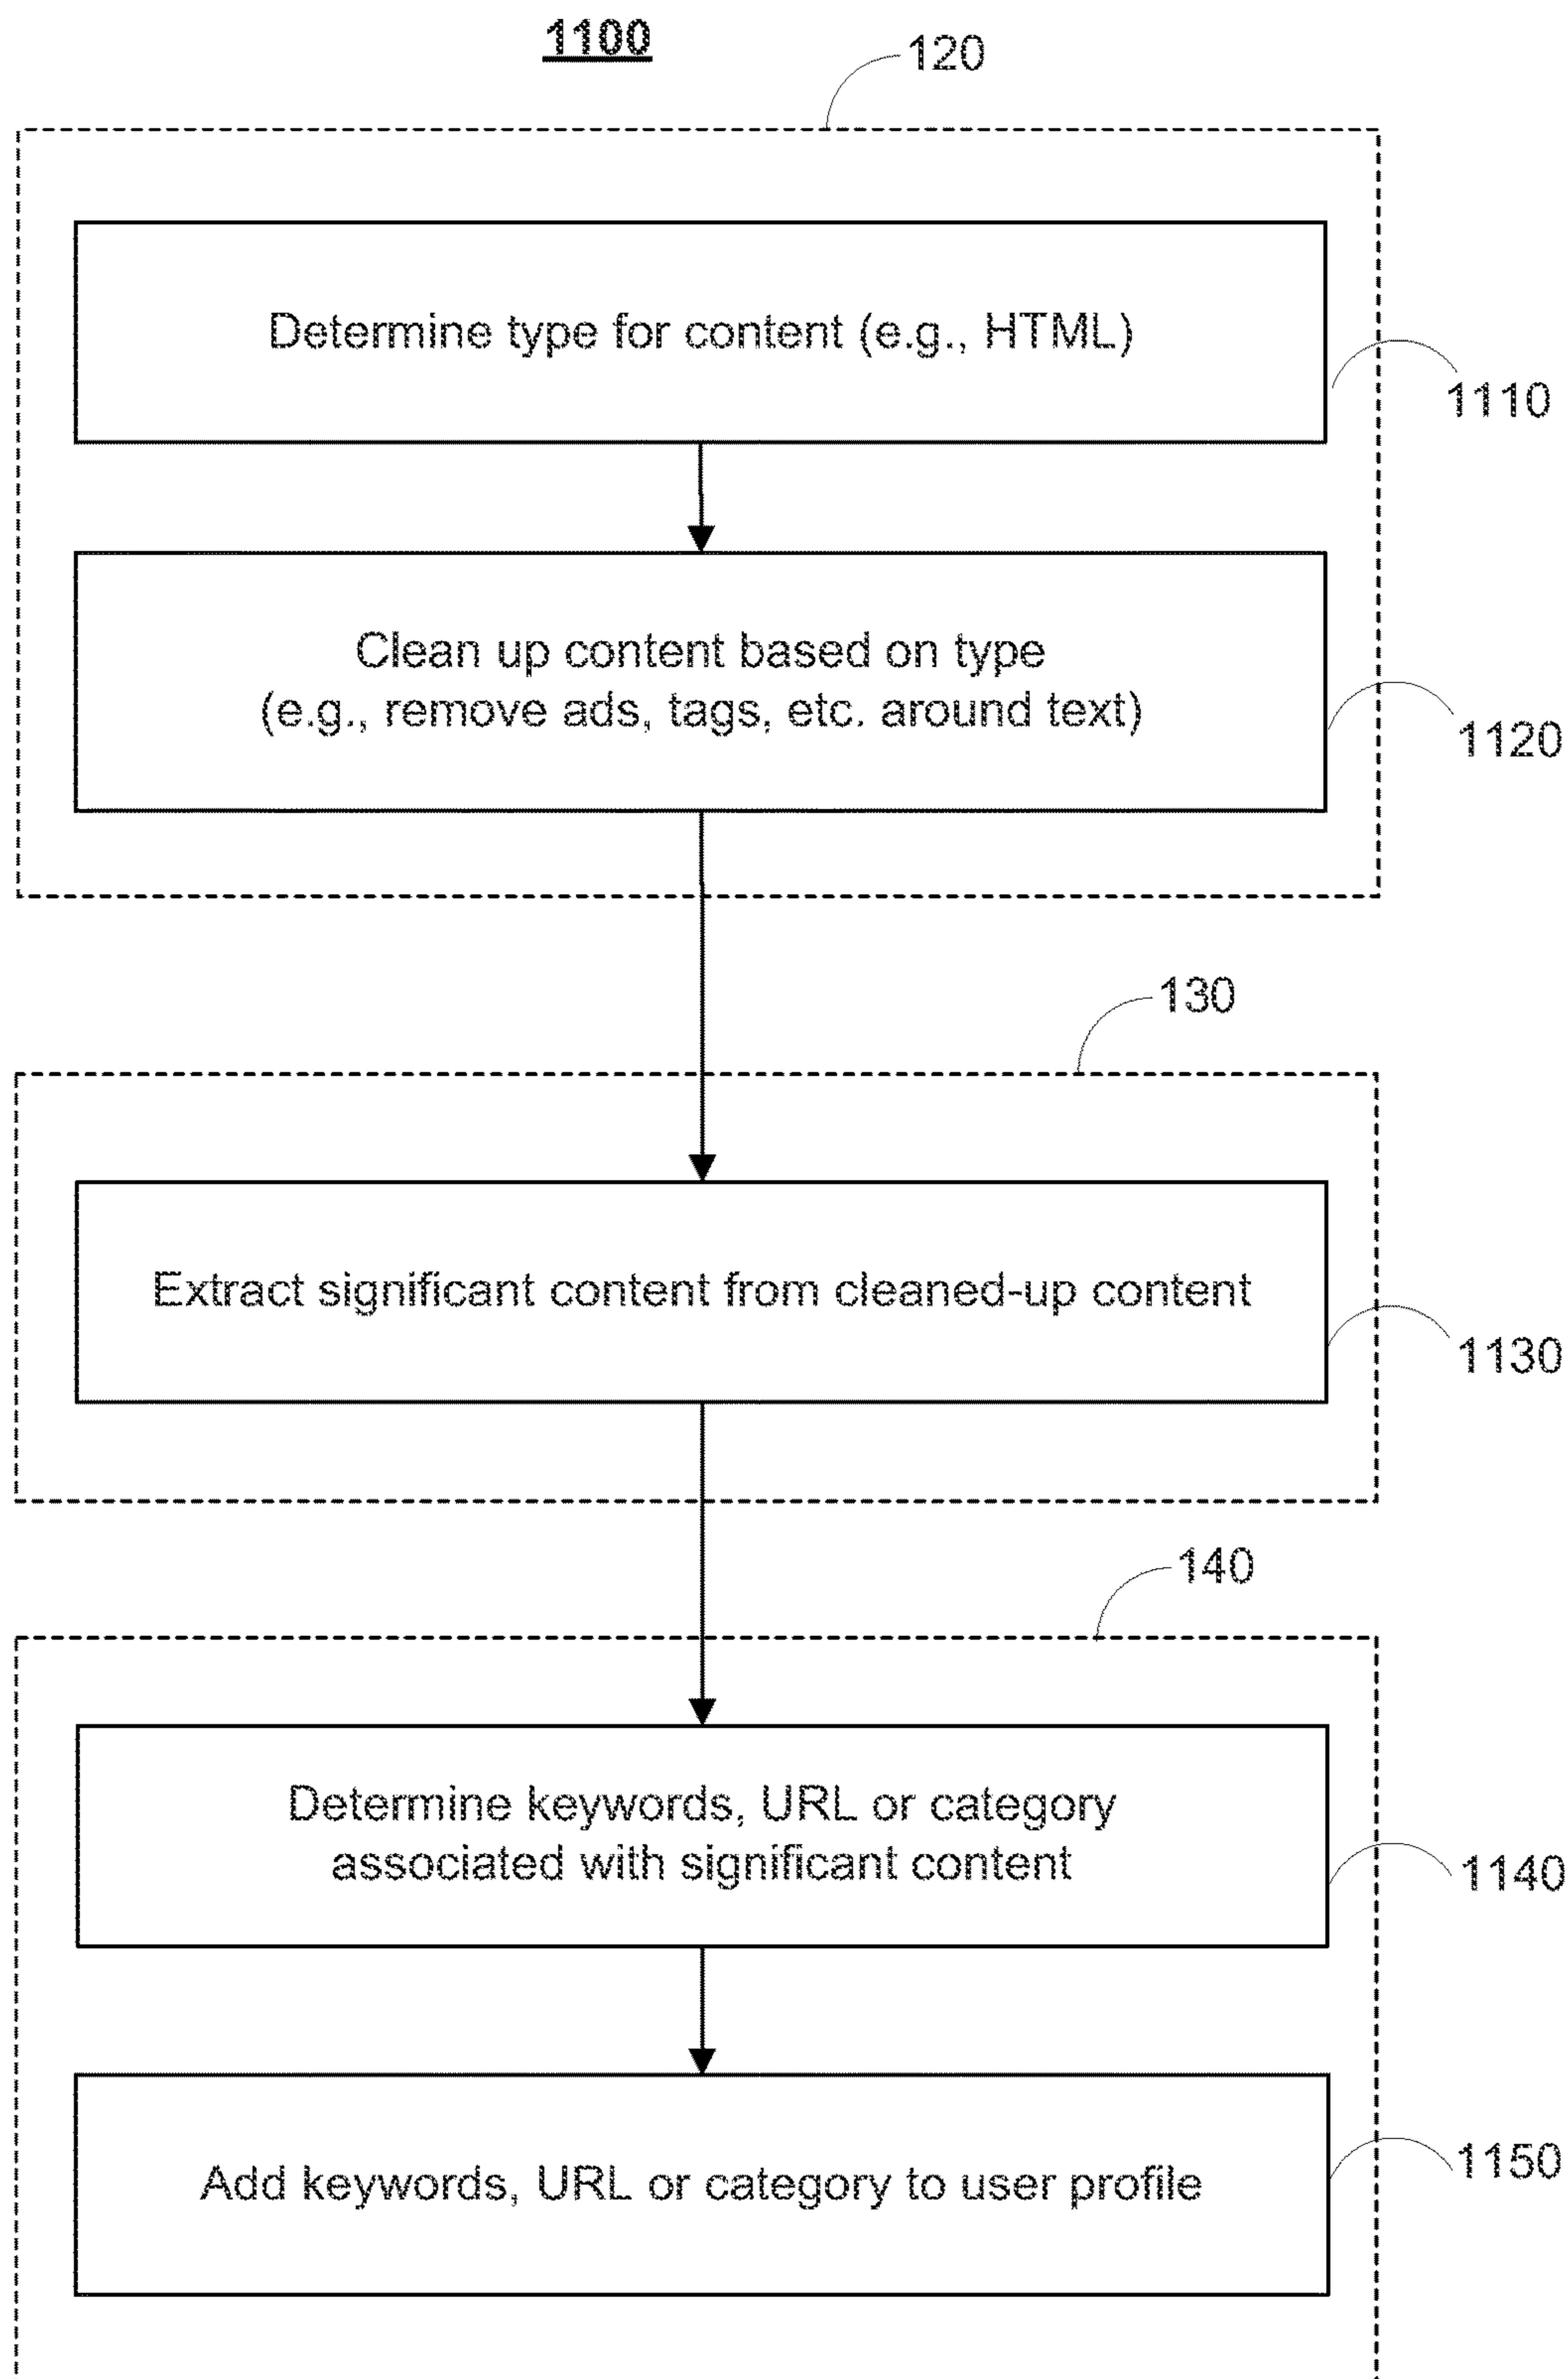 1100
120
Determine type for content (e.g., HTML)
1110
Clean up content based on type
(e.g., remove ads, tags, etc. around text)
1120
130
Extract significant content from cleaned-up content
1130
140
Determine keywords, URL or category
associated with significant content
1140
Add keywords, URL or category to user profile
1150